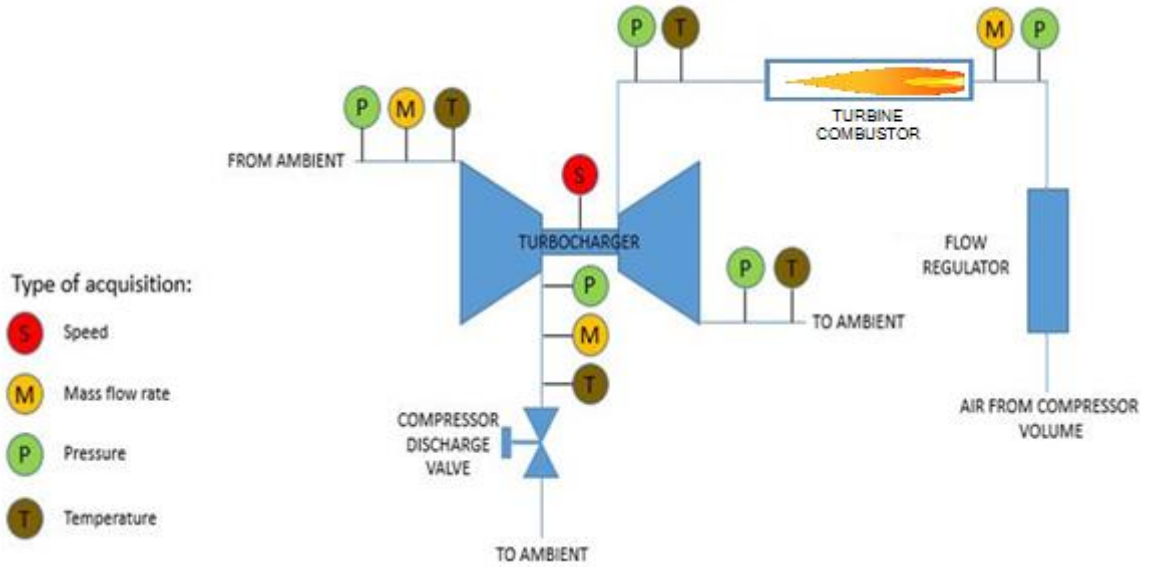 P
T
M
P
TURBINE
COMBUSTOR
P
M
T
FROM AMBIENT
S
TURBOCHARGER
FLOW
REGULATOR
P
T
TO AMBIENT
P
M
T
Type of acquisition:
S
Speed
M
Mass flow rate
P
Pressure
T
Temperature
COMPRESSOR
DISCHARGE
VALVE
AIR FROM COMPRESSOR
VOLUME
TO AMBIENT